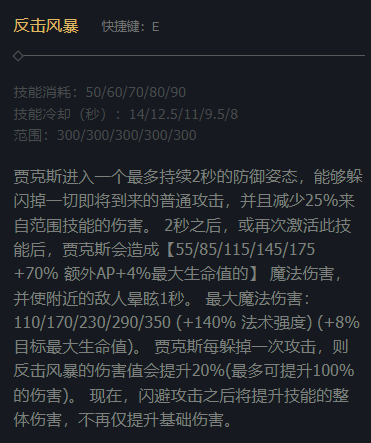 反击风暴 快捷键：E
技能消耗：50/60/70/80/90
技能冷却（秒）：14/12.5/11/9.5/8
范围：300/300/300/300/300
贾克斯进入一个最多持续2秒的防御姿态，能够躲
闪掉一切即将到来的普通攻击，并且减少25%来
自范围技能的伤害。 2秒之后，或再次激活此技
能后，贾克斯会造成【55/85/115/145/175
+70% 额外AP+4%最大生命值的】 魔法伤害，
并使附近的敌人晕眩1秒。 最大魔法伤害：
110/170/230/290/350 (+140% 法术强度) (+8%
目标最大生命值)。 贾克斯每躲掉一次攻击，则
反击风暴的伤害值会提升20%(最多可提升100%
的伤害)。 现在，闪避攻击之后将提升技能的整
体伤害，不再仅提升基础伤害。